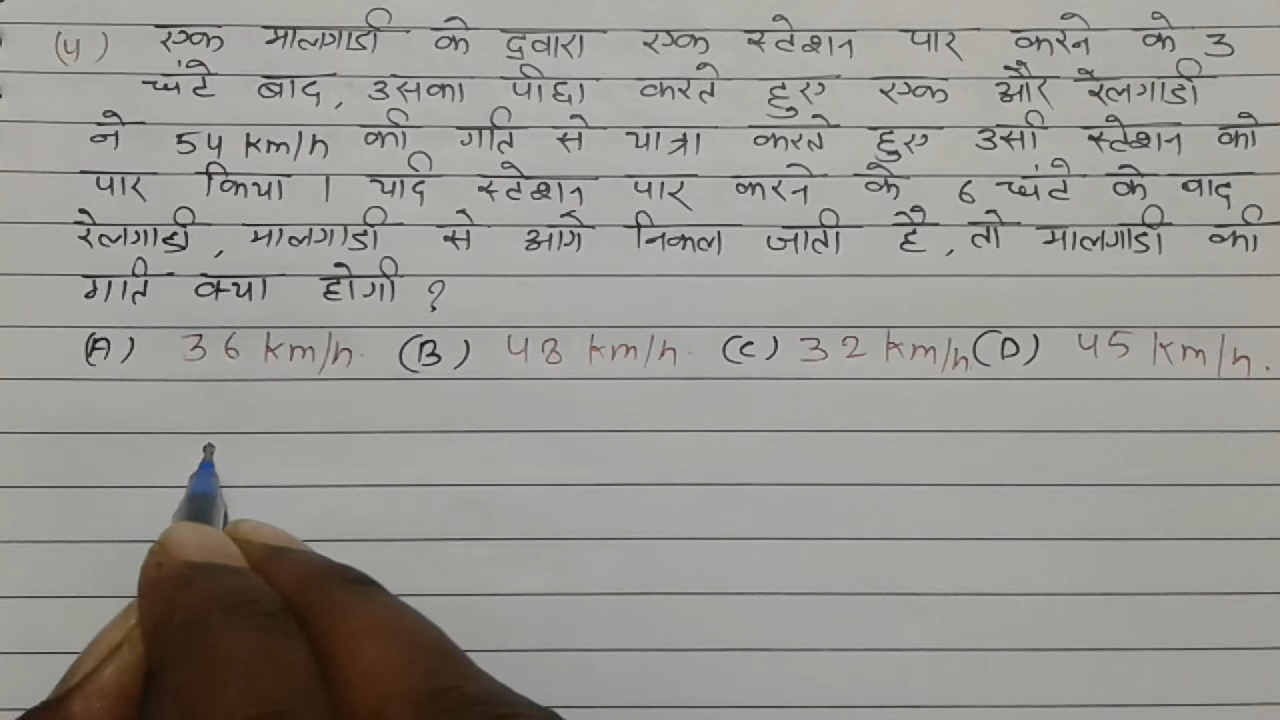 (५) एक मालगाडी के दुवारा एक स्टेशन पार करने के 3
घंटे बाद, उसका पीछा करते हुए एक और रेलगाडी
ने 54 km/h की गति से यात्रा करते हुए उसी स्टेशन को
पार किया । यदि स्टेशन पार करने के 6 घंटे के बाद
रेलगाडी, मालगाडी से आगे निकल जाती है, तो मालगाडी की
गति क्या होगी ?
(A) 36 km/h. (B) 48 km/h. (C) 32 km/h (D) 45 km/h.